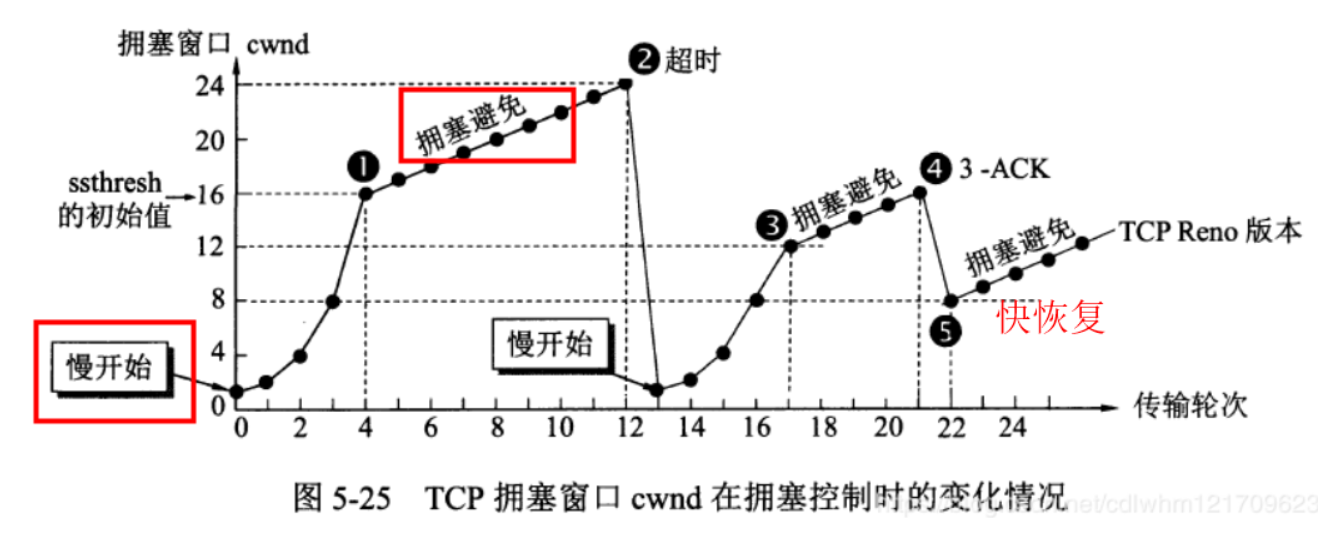 拥塞窗口 cwnd
❷超时
24
拥塞避免
20
❶
ssthresh
的初始值
16
❹ 3 -ACK
❸
拥塞避免
12
拥塞避免
TCP Reno 版本
8
快恢复
❺
4
慢开始
慢开始
0
0 2 4 6 8 10 12 14 16 18 20 22 24
传输轮次
图 5-25 TCP 拥塞窗口 cwnd 在拥塞控制时的变化情况
net/cdlwhm121709623